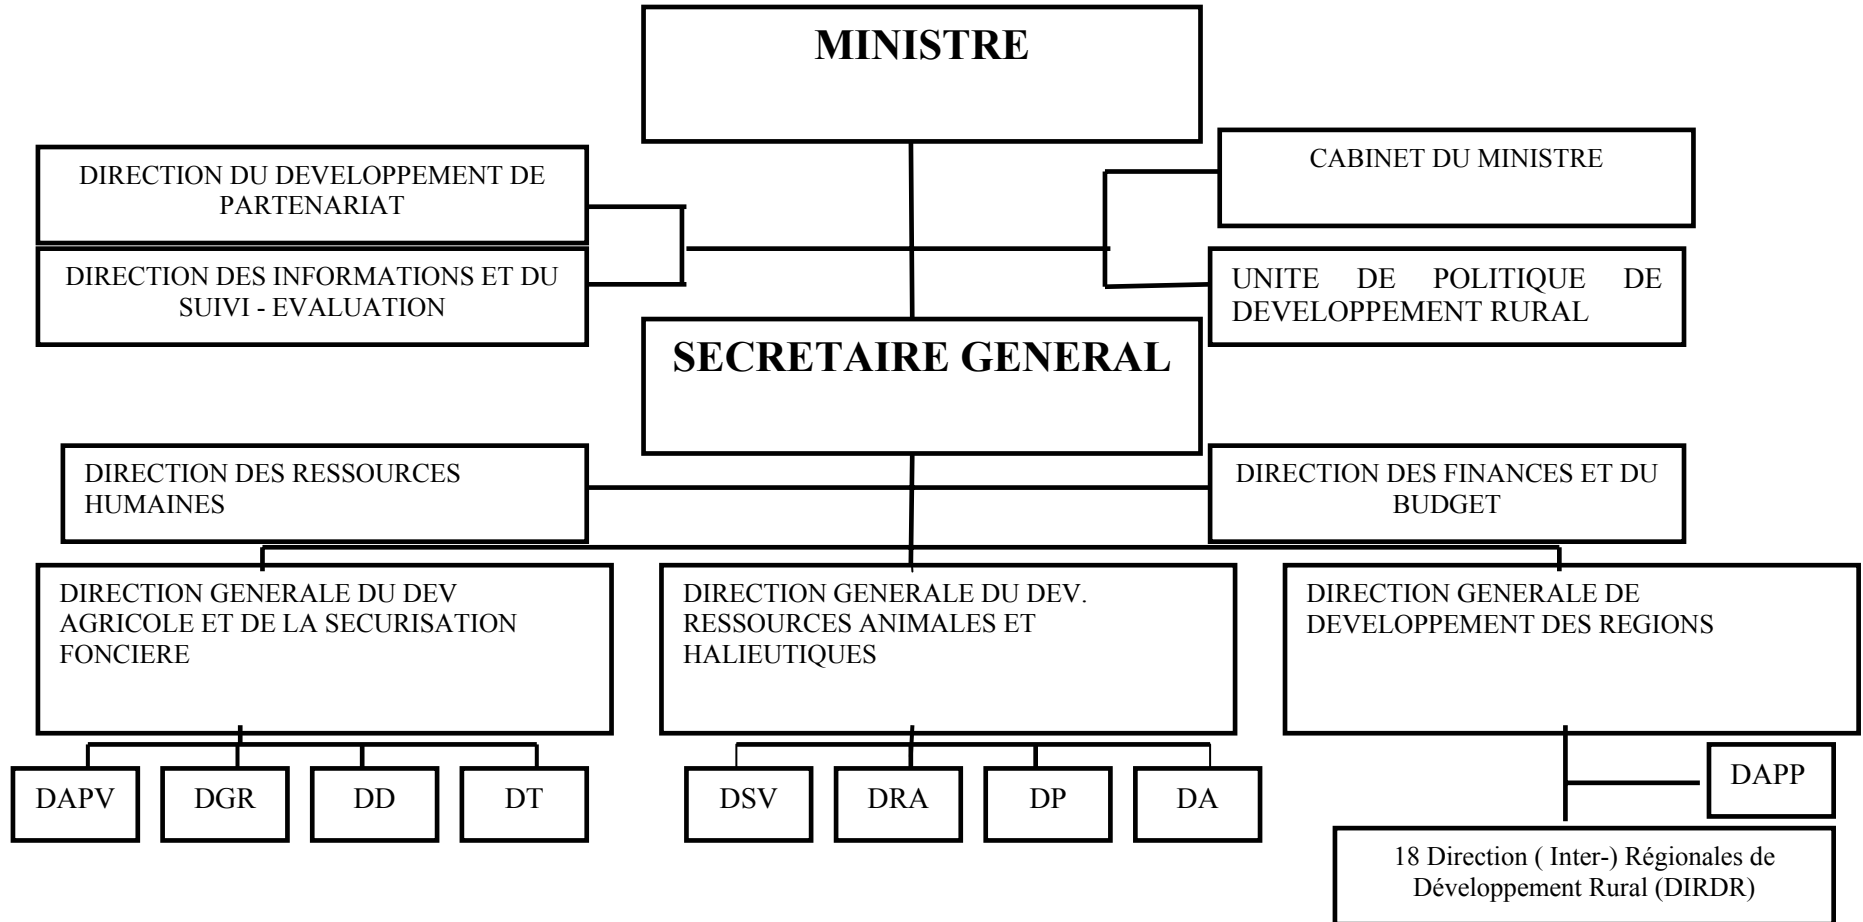 MINISTRE
DIRECTION DU DEVELOPPEMENT DE
PARTENARIAT
CABINET DU MINISTRE
DIRECTION DES INFORMATIONS ET DU
SUIVI - EVALUATION
UNITE DE POLITIQUE DE
DEVELOPPEMENT RURAL
SECRETAIRE GENERAL
DIRECTION DES RESSOURCES
HUMAINES
DIRECTION DES FINANCES ET DU
BUDGET
DIRECTION GENERALE DU DEV
AGRICOLE ET DE LA SECURISATION
FONCIERE
DIRECTION GENERALE DU DEV.
RESSOURCES ANIMALES ET
HALIEUTIQUES
DIRECTION GENERALE DE
DEVELOPPEMENT DES REGIONS
DAPV
DGR
DD
DT
DSV
DRA
DP
DA
DAPP
18 Direction ( Inter-) Régionales de
Développement Rural (DIRDR)